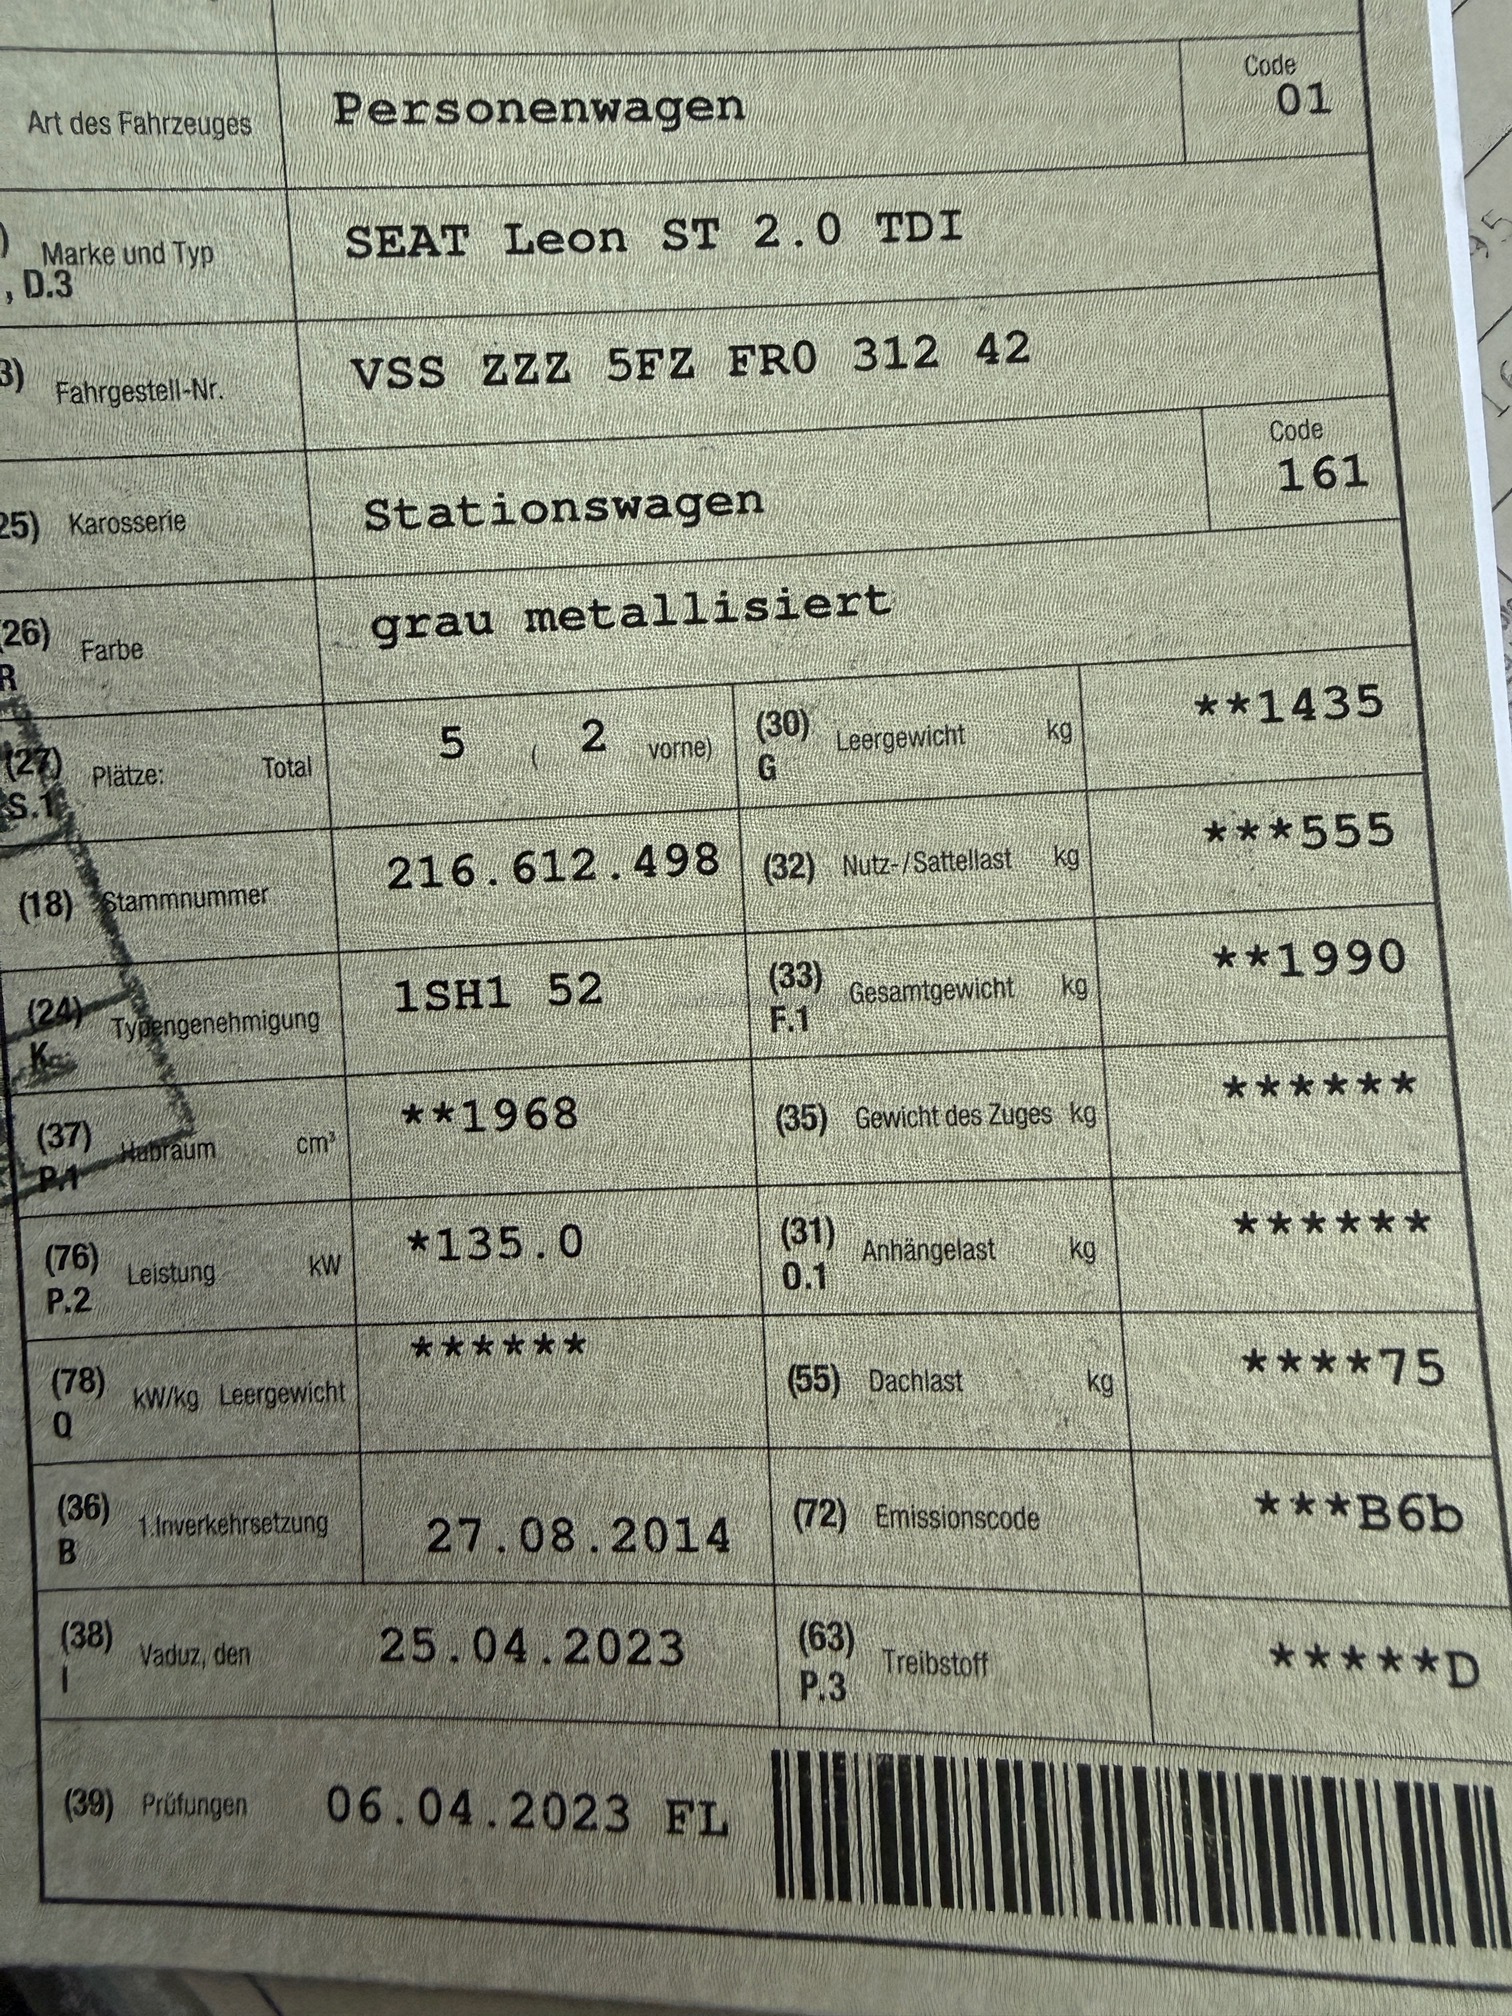 Code
Art des Fahrzeuges Personenwagen 01
) Marke und Typ SEAT Leon ST 2.0 TDI
, D.3
3) Fahrgestell-Nr. VSS ZZZ 5FZ FR0 312 42
Code
25) Karosserie Stationswagen 161
(26) Farbe grau metallisiert
R
(27) Plätze: Total 5 ( 2 vorne) (30) Leergewicht kg **1435
S.1 G
(18) Stammnummer 216.612.498 (32) Nutz-/Sattellast kg ***555
(24) Typengenehmigung 1SH1 52 (33) Gesamtgewicht kg **1990
K F.1
(37) Hubraum cm³ **1968 (35) Gewicht des Zuges kg ******
P.1
(76) Leistung kW *135.0 (31) Anhängelast kg ******
P.2 O.1
(78) kW/kg Leergewicht ****** (55) Dachlast kg ****75
Q
(36) 1.Inverkehrsetzung 27.08.2014 (72) Emissionscode ***B6b
B
(38) Vaduz, den 25.04.2023 (63) Treibstoff *****D
I P.3
(39) Prüfungen 06.04.2023 FL